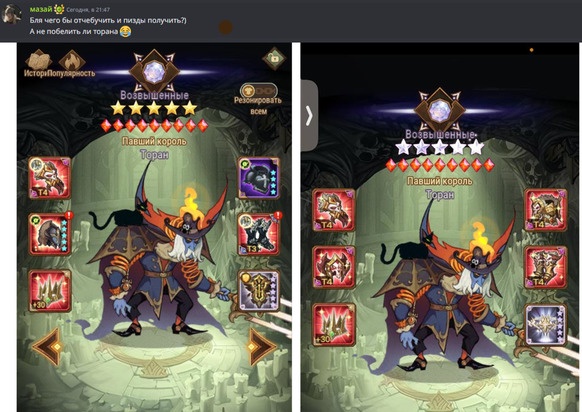 мазай Сегодня, в 21:47
Бля чего бы отчебучить и пизды получить?)
А не побелить ли торана
История Популярность
Возвышенные
Резонировать
всем
Павший король
Торан
T4
T3
+30
Возвышенные
Павший король
Торан
T4 T4
T4 T4
+30